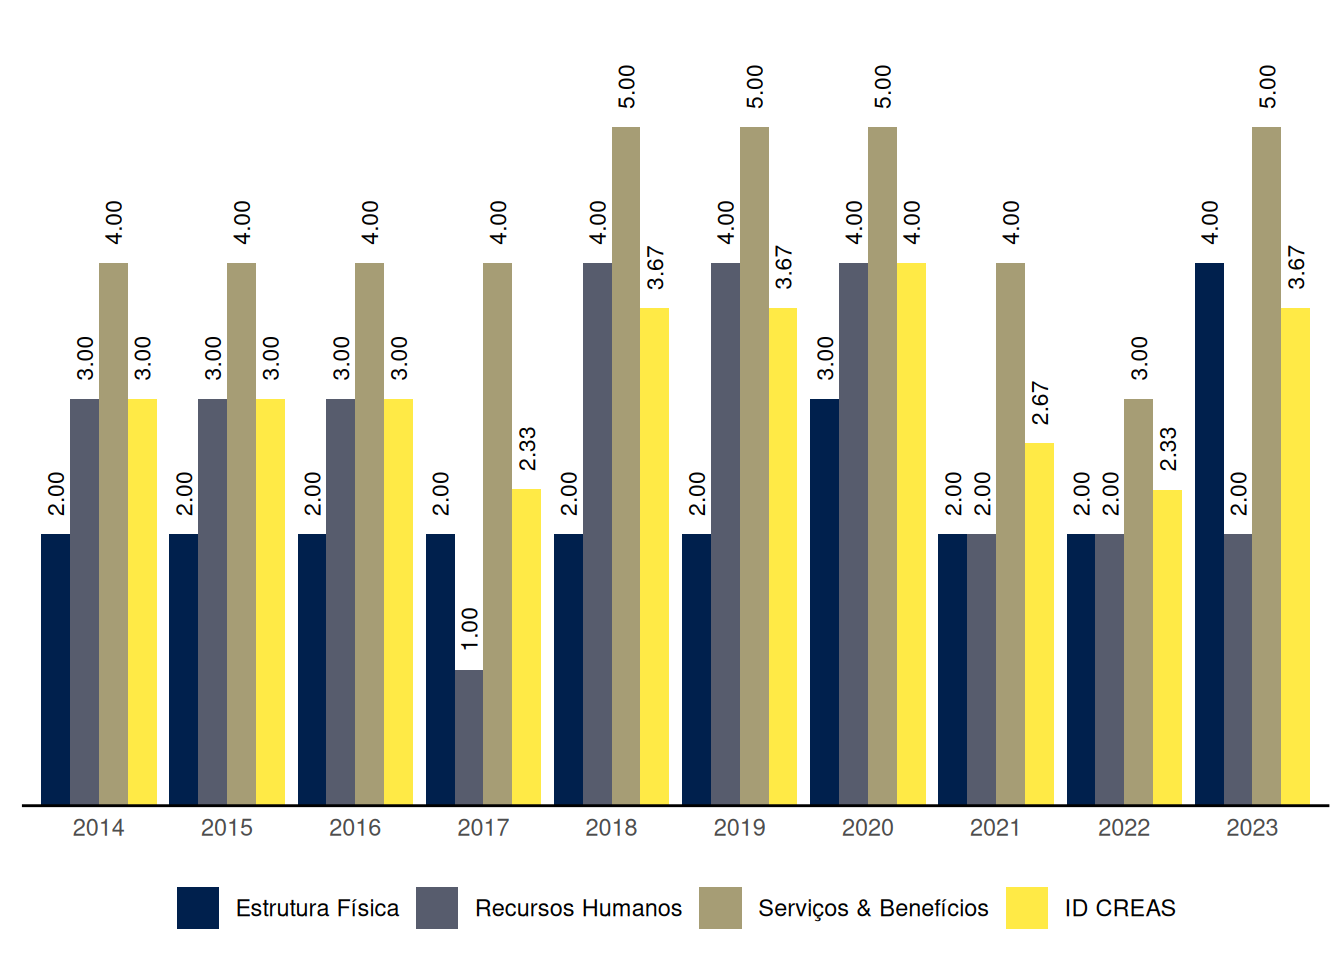 5.00 5.00 5.00 5.00
4.00 4.00 4.00 4.00 4.00 4.00 4.00 4.00 4.00 4.00
3.67 3.67 3.67
3.00 3.00 3.00 3.00 3.00 3.00 3.00 3.00
2.67
2.33 2.33
2.00 2.00 2.00 2.00 2.00 2.00 2.00 2.00 2.00 2.00 2.00
1.00
2014 2015 2016 2017 2018 2019 2020 2021 2022 2023
Estrutura Física Recursos Humanos Serviços & Benefícios ID CREAS